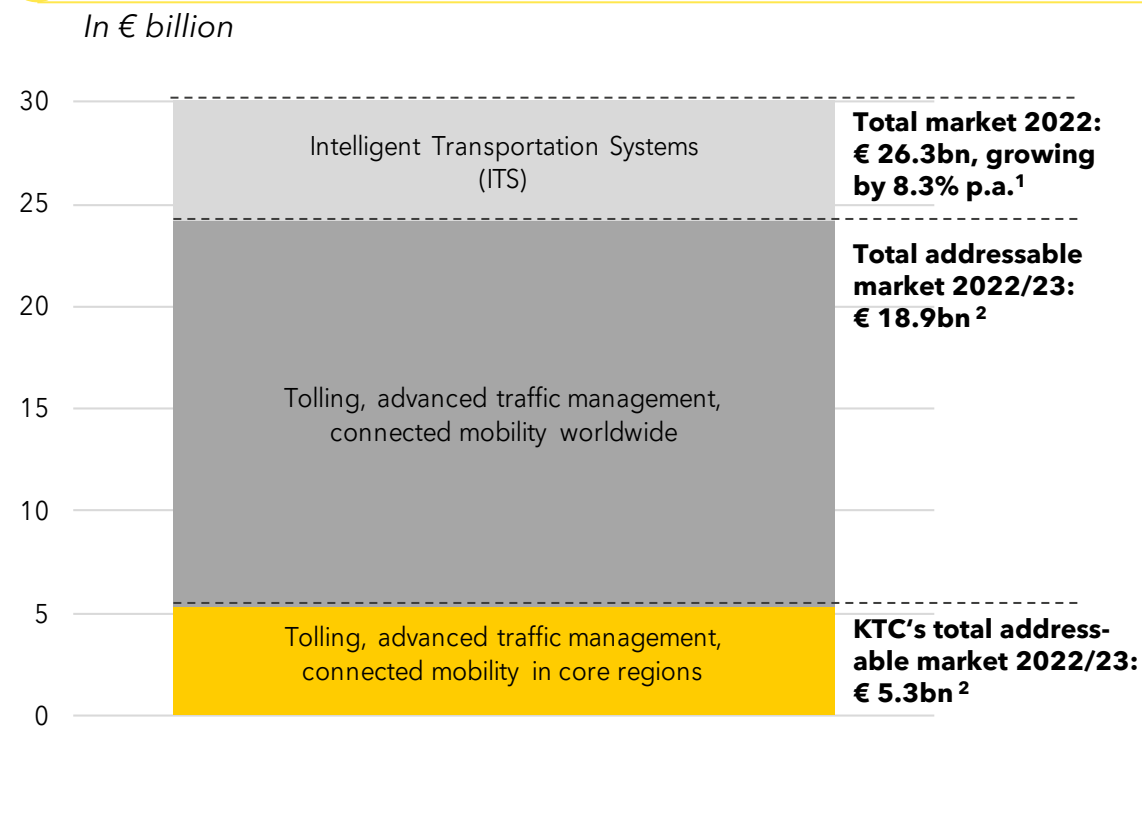 In € billion
30
Intelligent Transportation Systems
(ITS)
Total market 2022:
€ 26.3bn, growing
by 8.3% p.a.¹
25
Total addressable
market 2022/23:
€ 18.9bn ²
20
15
Tolling, advanced traffic management,
connected mobility worldwide
10
5
Tolling, advanced traffic management,
connected mobility in core regions
KTC‘s total address-
able market 2022/23:
€ 5.3bn ²
0